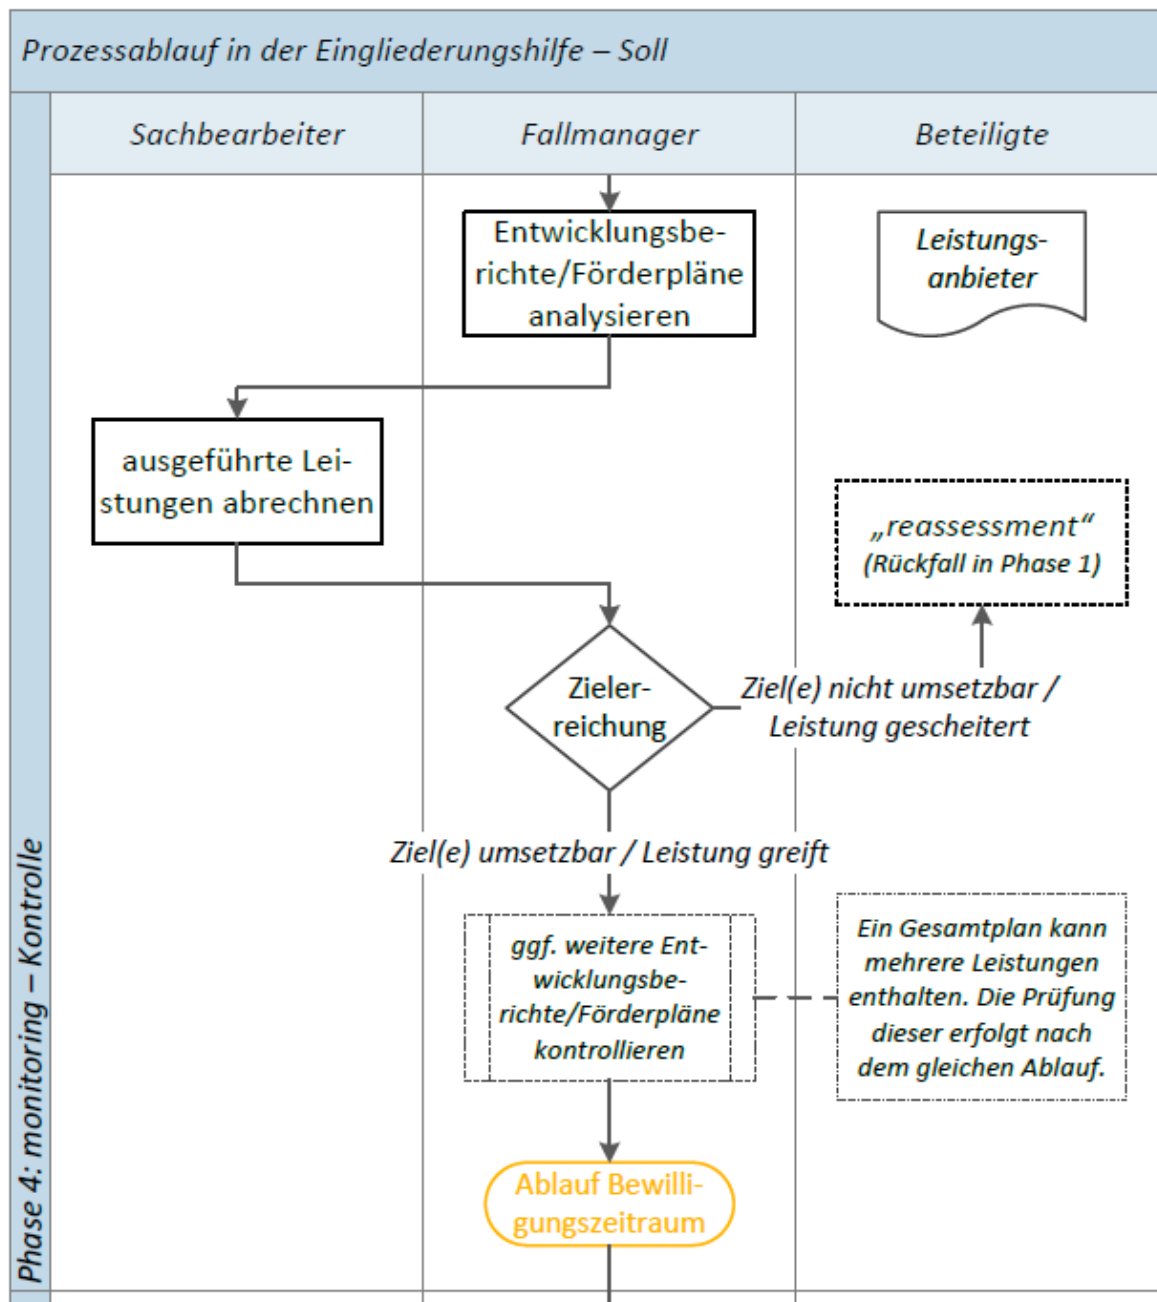 Prozessablauf in der Eingliederungshilfe – Soll
Sachbearbeiter
Fallmanager
Beteiligte
Phase 4: monitoring – Kontrolle
Entwicklungsbe-
richte/Förderpläne
analysieren
Leistungs-
anbieter
ausgeführte Lei-
stungen abrechnen
„reassessment“
(Rückfall in Phase 1)
Zieler-
reichung
Ziel(e) nicht umsetzbar /
Leistung gescheitert
Ziel(e) umsetzbar / Leistung greift
ggf. weitere Ent-
wicklungsbe-
richte/Förderpläne
kontrollieren
Ein Gesamtplan kann
mehrere Leistungen
enthalten. Die Prüfung
dieser erfolgt nach
dem gleichen Ablauf.
Ablauf Bewilli-
gungszeitraum